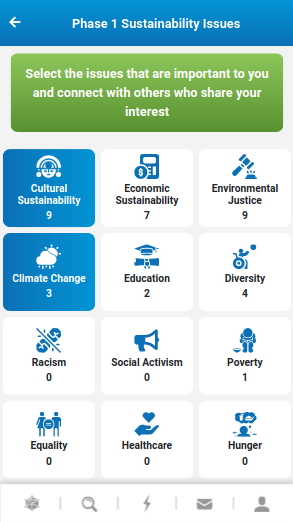 Phase 1 Sustainability Issues
Select the issues that are important to you
and connect with others who share your
interest
Cultural
Sustainability
9
Economic
Sustainability
7
Environmental
Justice
9
Climate Change
3
Education
2
Diversity
4
Racism
0
Social Activism
0
Poverty
1
Equality
0
Healthcare
0
Hunger
0